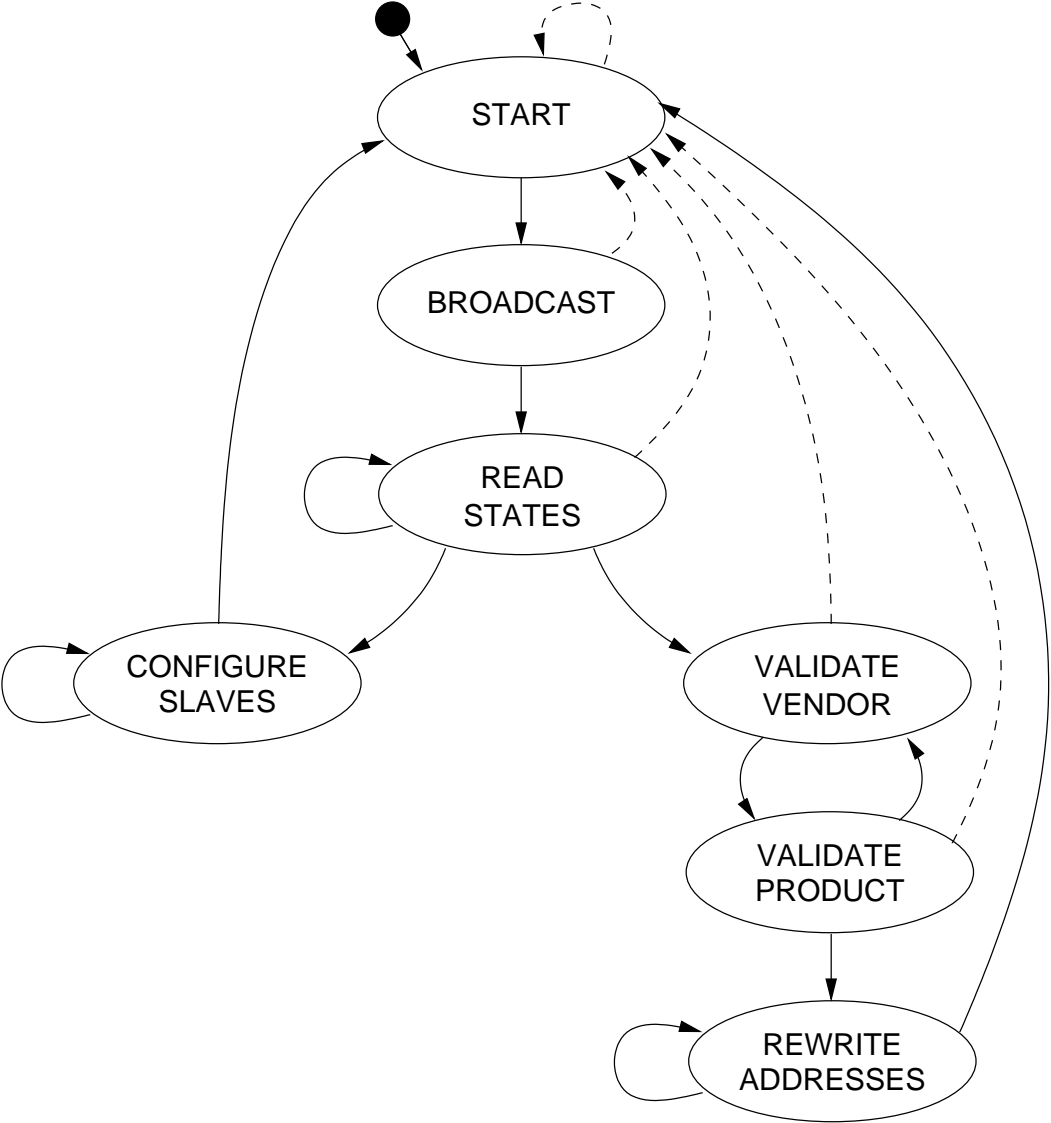 START
BROADCAST
READ
STATES
CONFIGURE
SLAVES
VALIDATE
VENDOR
VALIDATE
PRODUCT
REWRITE
ADDRESSES